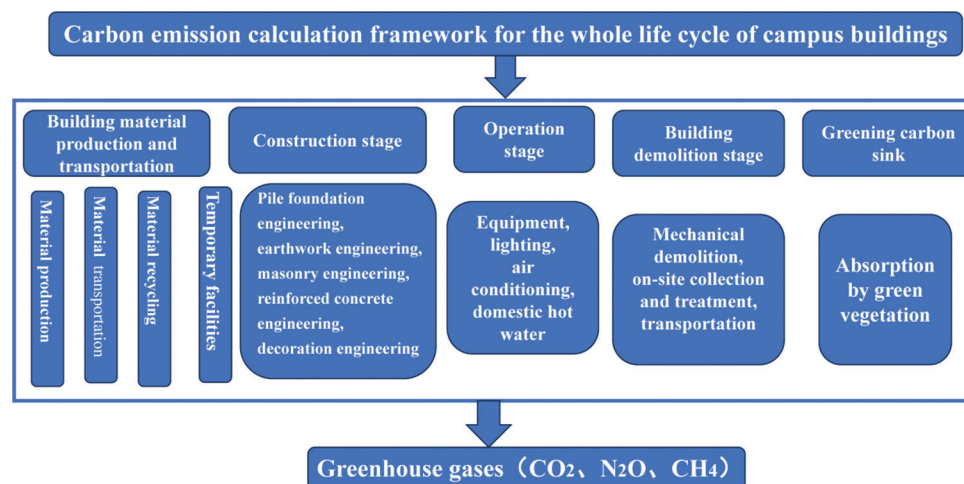 Carbon emission calculation framework for the whole life cycle of campus buildings
Building material
production and
transportation
Construction stage
Operation
stage
Building
demolition stage
Greening carbon
sink
Material production
Material transportation
Material recycling
Temporary facilities
Pile foundation
engineering,
earthwork engineering,
masonry engineering,
reinforced concrete
engineering,
decoration engineering
Equipment,
lighting,
air
conditioning,
domestic hot
water
Mechanical
demolition,
on-site collection
and treatment,
transportation
Absorption
by green
vegetation
Greenhouse gases（CO2、N2O、CH4）